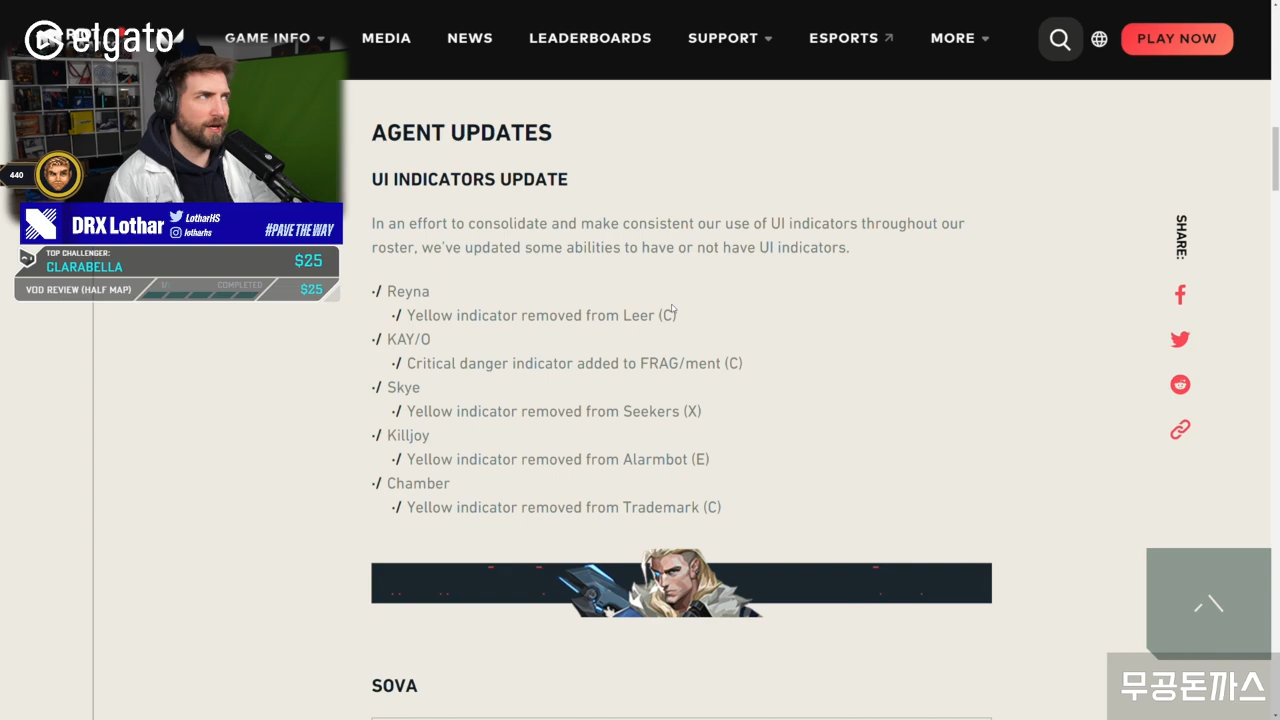 elgato
GAME INFO
MEDIA
NEWS
LEADERBOARDS
SUPPORT
ESPORTS
MORE
PLAY NOW
440
DRX Lothar
LotharHS
lotharhs
#PAVETHEWAY
TOP CHALLENGER:
CLARABELLA
$25
VOD REVIEW (HALF MAP)
COMPLETED
$25
AGENT UPDATES
UI INDICATORS UPDATE
In an effort to consolidate and make consistent our use of UI indicators throughout our
roster, we've updated some abilities to have or not have UI indicators.
·/ Reyna
·/ Yellow indicator removed from Leer (C)
·/ KAY/O
·/ Critical danger indicator added to FRAG/ment (C)
·/ Skye
·/ Yellow indicator removed from Seekers (X)
·/ Killjoy
·/ Yellow indicator removed from Alarmbot (E)
·/ Chamber
·/ Yellow indicator removed from Trademark (C)
SOVA
SHARE:
무공돈까스